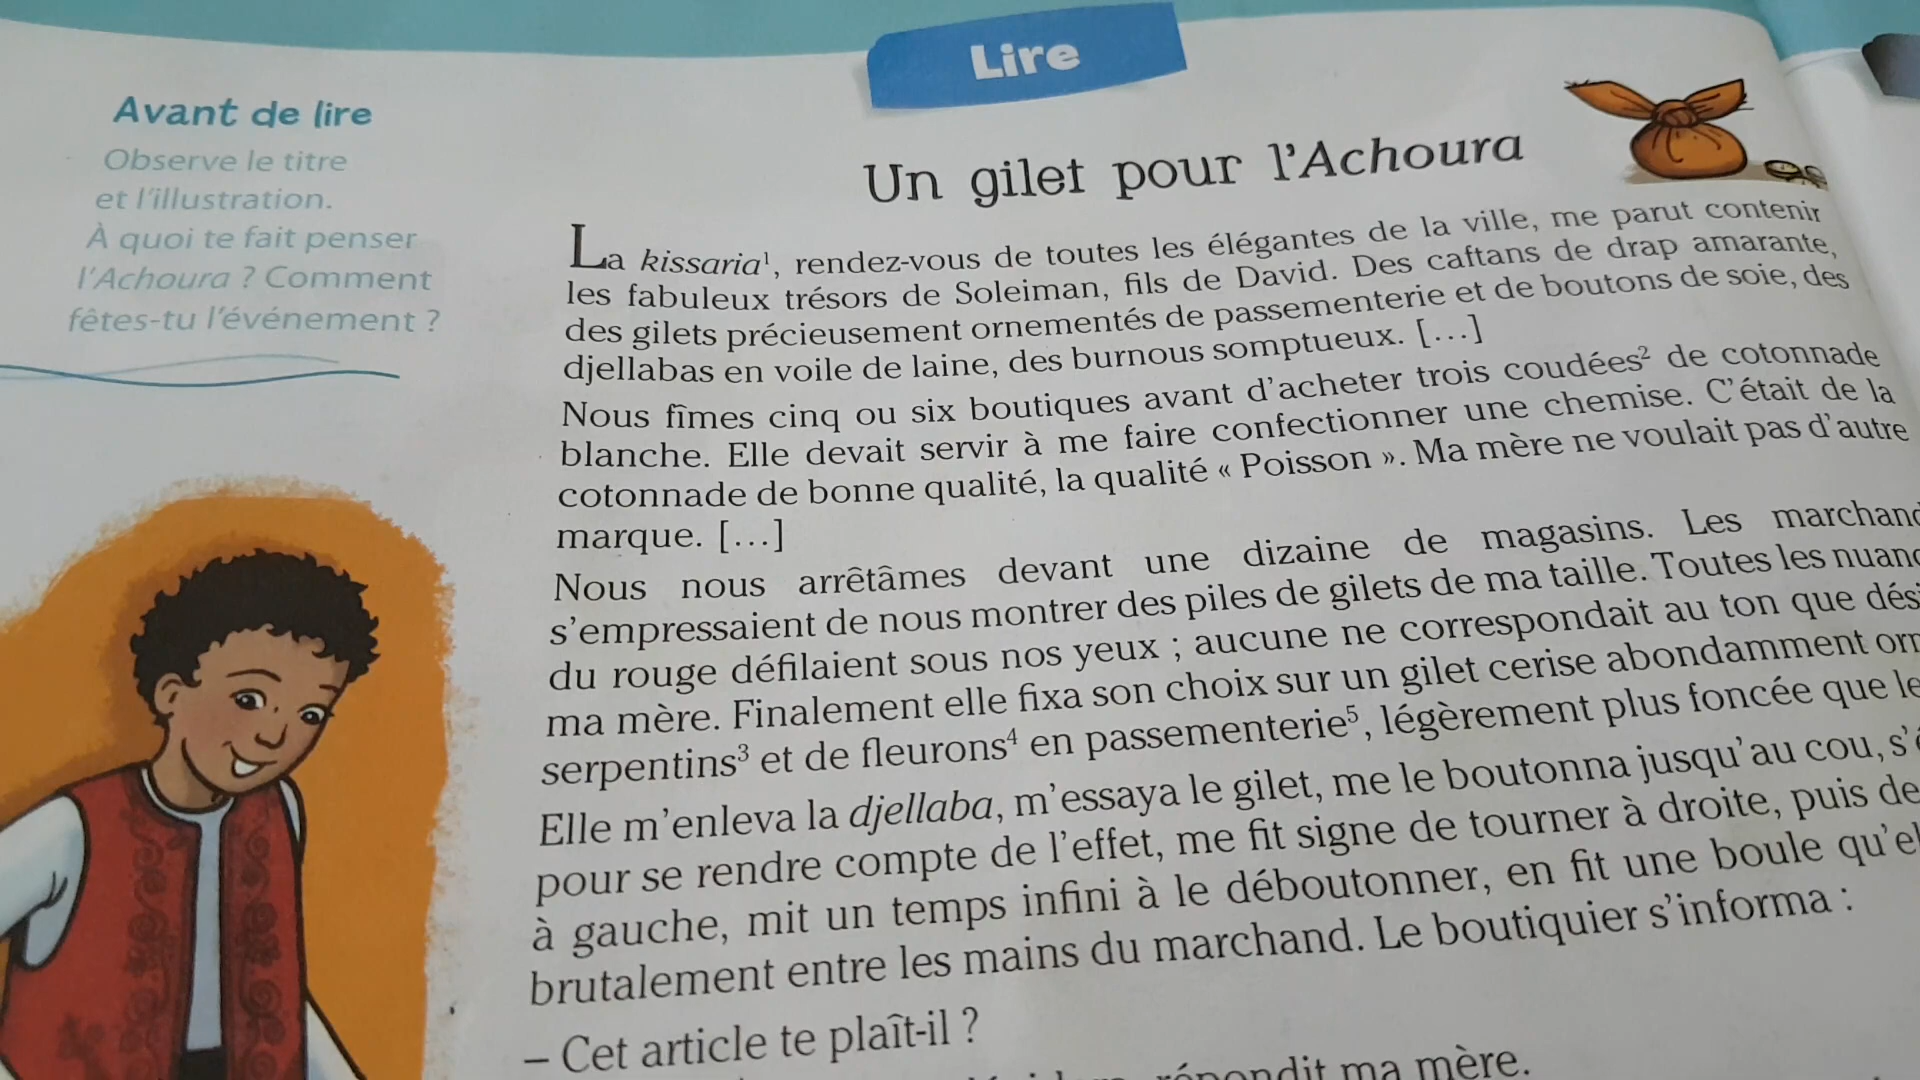 Lire
Avant de lire
Observe le titre
et l'illustration.
À quoi te fait penser
l'Achoura ? Comment
fêtes-tu l'événement ?
Un gilet pour l'Achoura
La kissaria¹, rendez-vous de toutes les élégantes de la ville, me parut contenir
les fabuleux trésors de Soleiman, fils de David. Des caftans de drap amarante,
des gilets précieusement ornementés de passementerie et de boutons de soie, des
djellabas en voile de laine, des burnous somptueux. […]
Nous fîmes cinq ou six boutiques avant d'acheter trois coudées² de cotonnade
blanche. Elle devait servir à me faire confectionner une chemise. C'était de la
cotonnade de bonne qualité, la qualité « Poisson ». Ma mère ne voulait pas d'autre
marque. […]
Nous nous arrêtâmes devant une dizaine de magasins. Les
s'empressaient de nous montrer des piles de gilets de ma taille. Toutes les
du rouge défilaient sous nos yeux ; aucune ne correspondait au ton que
ma mère. Finalement elle fixa son choix sur un gilet cerise abondamment
serpentins³ et de fleurons⁴ en passementerie⁵, légèrement plus foncée que
Elle m'enleva la djellaba, m'essaya le gilet, me le boutonna jusqu'au cou,
pour se rendre compte de l'effet, me fit signe de tourner à droite, puis de
à gauche, mit un temps infini à le déboutonner, en fit une boule
brutalement entre les mains du marchand. Le boutiquier s'informa :
– Cet article te plaît-il ?
répondit ma mère.